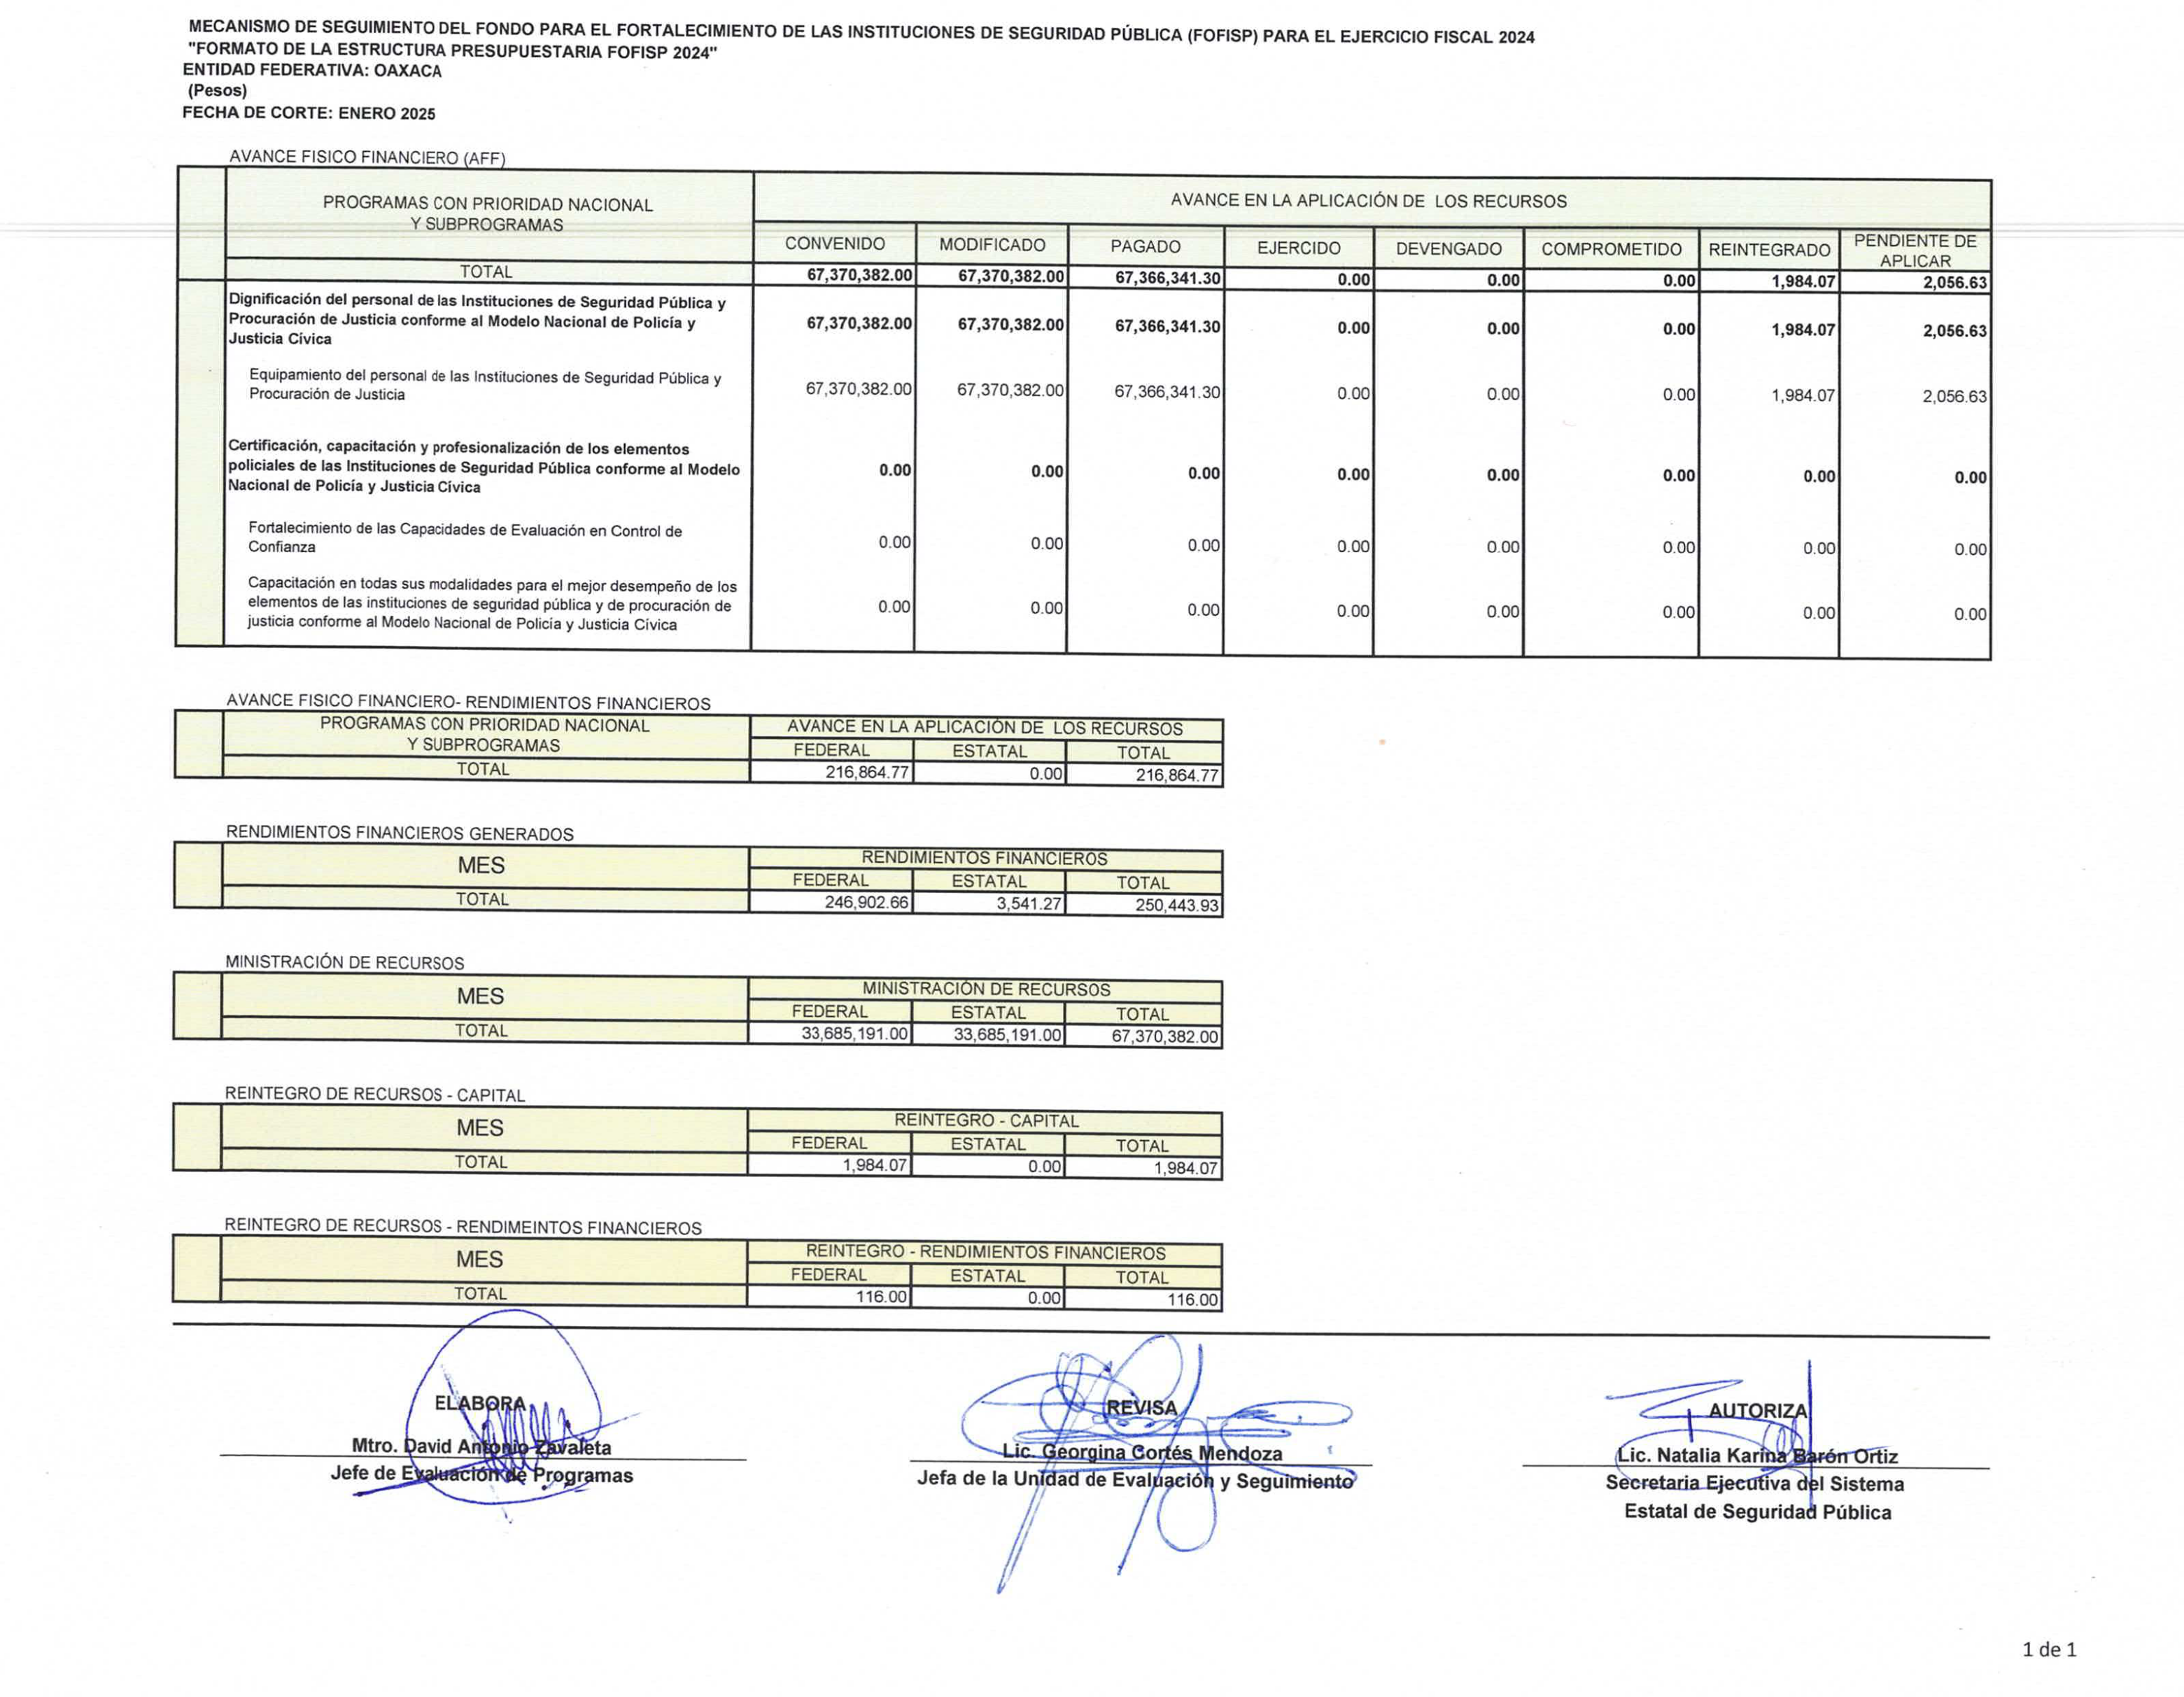 MECANISMO DE SEGUIMIENTO DEL FONDO PARA EL FORTALECIMIENTO DE LAS INSTITUCIONES DE SEGURIDAD PÚBLICA (FOFISP) PARA EL EJERCICIO FISCAL 2024
"FORMATO DE LA ESTRUCTURA PRESUPUESTARIA FOFISP 2024"
ENTIDAD FEDERATIVA: OAXACA
(Pesos)
FECHA DE CORTE: ENERO 2025
AVANCE FISICO FINANCIERO (AFF)
PROGRAMAS CON PRIORIDAD NACIONAL
Y SUBPROGRAMAS
AVANCE EN LA APLICACIÓN DE LOS RECURSOS
CONVENIDO MODIFICADO PAGADO EJERCIDO DEVENGADO COMPROMETIDO REINTEGRADO PENDIENTE DE
APLICAR
TOTAL 67,370,382.00 67,370,382.00 67,366,341.30 0.00 0.00 0.00 1,984.07 2,056.63
Dignificación del personal de las Instituciones de Seguridad Pública y
Procuración de Justicia conforme al Modelo Nacional de Policía y
Justicia Cívica
67,370,382.00 67,370,382.00 67,366,341.30 0.00 0.00 0.00 1,984.07 2,056.63
Equipamiento del personal de las Instituciones de Seguridad Pública y
Procuración de Justicia
67,370,382.00 67,370,382.00 67,366,341.30 0.00 0.00 0.00 1,984.07 2,056.63
Certificación, capacitación y profesionalización de los elementos
policiales de las Instituciones de Seguridad Pública conforme al Modelo
Nacional de Policía y Justicia Cívica
0.00 0.00 0.00 0.00 0.00 0.00 0.00 0.00
Fortalecimiento de las Capacidades de Evaluación en Control de
Confianza
0.00 0.00 0.00 0.00 0.00 0.00 0.00 0.00
Capacitación en todas sus modalidades para el mejor desempeño de los
elementos de las instituciones de seguridad pública y de procuración de
justicia conforme al Modelo Nacional de Policía y Justicia Cívica
0.00 0.00 0.00 0.00 0.00 0.00 0.00 0.00
AVANCE FISICO FINANCIERO- RENDIMIENTOS FINANCIEROS
PROGRAMAS CON PRIORIDAD NACIONAL
Y SUBPROGRAMAS
AVANCE EN LA APLICACIÓN DE LOS RECURSOS
FEDERAL ESTATAL TOTAL
TOTAL 216,864.77 0.00 216,864.77
RENDIMIENTOS FINANCIEROS GENERADOS
MES
RENDIMIENTOS FINANCIEROS
FEDERAL ESTATAL TOTAL
TOTAL 246,902.66 3,541.27 250,443.93
MINISTRACIÓN DE RECURSOS
MES
MINISTRACIÓN DE RECURSOS
FEDERAL ESTATAL TOTAL
TOTAL 33,685,191.00 33,685,191.00 67,370,382.00
REINTEGRO DE RECURSOS - CAPITAL
MES
REINTEGRO - CAPITAL
FEDERAL ESTATAL TOTAL
TOTAL 1,984.07 0.00 1,984.07
REINTEGRO DE RECURSOS - RENDIMEINTOS FINANCIEROS
MES
REINTEGRO - RENDIMIENTOS FINANCIEROS
FEDERAL ESTATAL TOTAL
TOTAL 116.00 0.00 116.00
ELABORA
Mtro. David Antonio Zavaleta
Jefe de Evaluación de Programas
REVISA
Lic. Georgina Cortés Mendoza
Jefa de la Unidad de Evaluación y Seguimiento
AUTORIZA
Lic. Natalia Karina Barón Ortiz
Secretaria Ejecutiva del Sistema
Estatal de Seguridad Pública
1 de 1